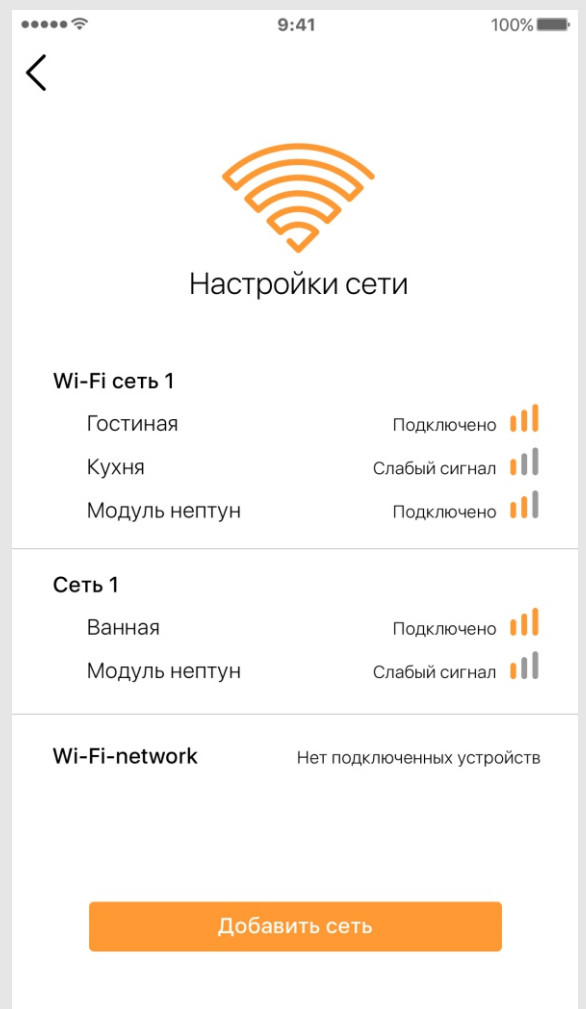 9:41 100%
Настройки сети
Wi-Fi сеть 1
Гостиная Подключено
Кухня Слабый сигнал
Модуль нептун Подключено
Сеть 1
Ванная Подключено
Модуль нептун Слабый сигнал
Wi-Fi-network Нет подключенных устройств
Добавить сеть